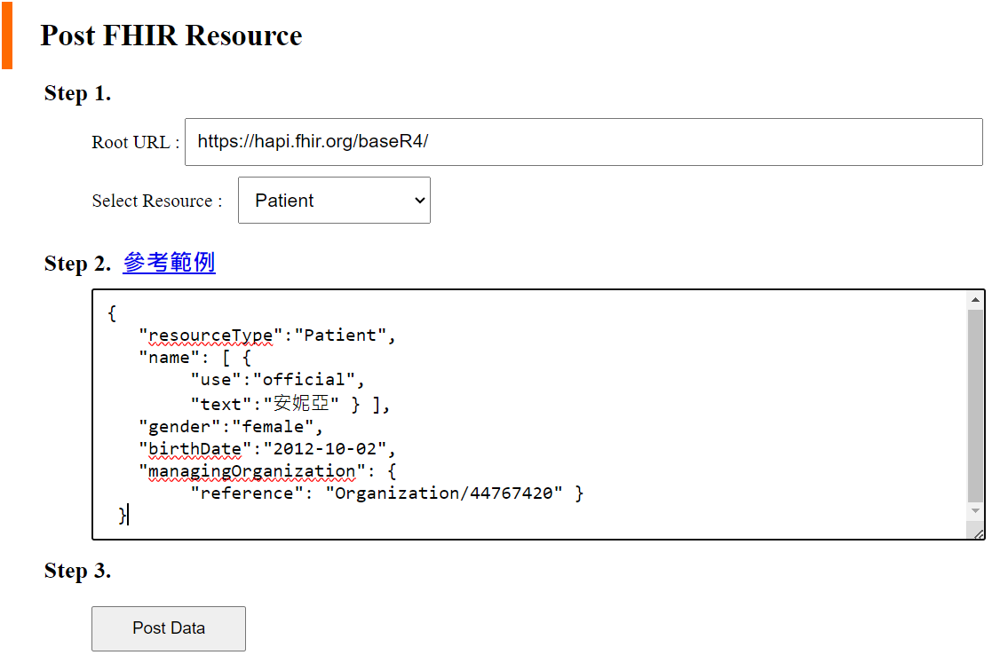 Post FHIR Resource
Step 1.
Root URL : https://hapi.fhir.org/baseR4/
Select Resource : Patient
Step 2. 參考範例
{
"resourceType":"Patient",
"name": [ {
"use":"official",
"text":"安妮亞" } ],
"gender":"female",
"birthDate":"2012-10-02",
"managingOrganization": {
"reference": "Organization/44767420" }
}
Step 3.
Post Data